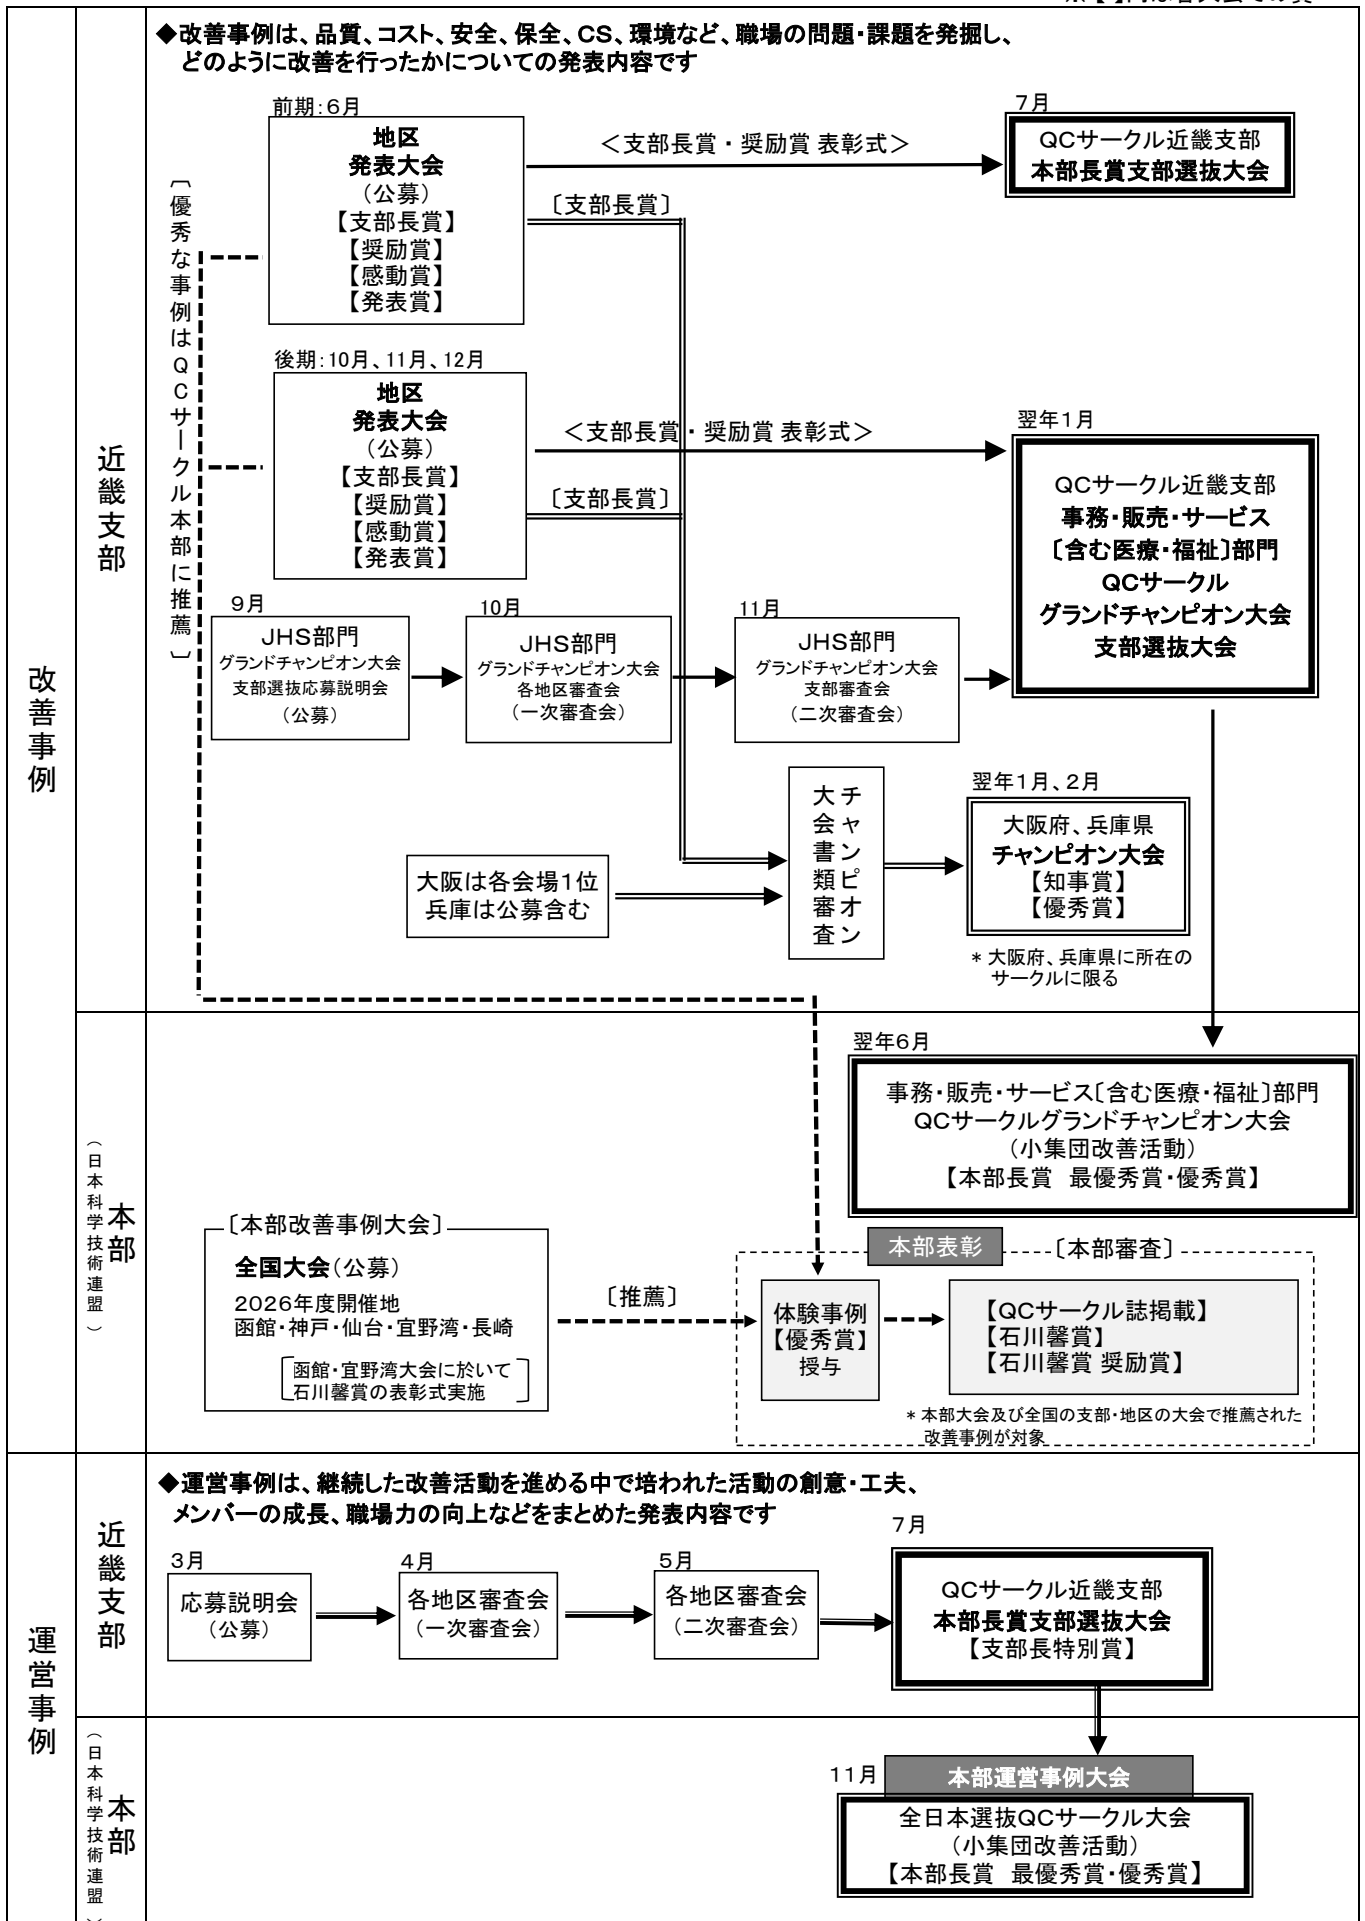 ◆改善事例は、品質、コスト、安全、保全、CS、環境など、職場の問題・課題を発掘し、
どのように改善を行ったかについての発表内容です
改善事例
近畿支部
〔優秀な事例はQCサークル本部に推薦〕
前期:6月
地区
発表大会
(公募)
【支部長賞】
【奨励賞】
【感動賞】
【発表賞】
<支部長賞・奨励賞 表彰式>
〔支部長賞〕
7月
QCサークル近畿支部
本部長賞支部選抜大会
後期:10月、11月、12月
地区
発表大会
(公募)
【支部長賞】
【奨励賞】
【感動賞】
【発表賞】
<支部長賞・奨励賞 表彰式>
〔支部長賞〕
翌年1月
QCサークル近畿支部
事務・販売・サービス
〔含む医療・福祉〕部門
QCサークル
グランドチャンピオン大会
支部選抜大会
9月
JHS部門
グランドチャンピオン大会
支部選抜応募説明会
(公募)
10月
JHS部門
グランドチャンピオン大会
各地区審査会
(一次審査会)
11月
JHS部門
グランドチャンピオン大会
支部審査会
(二次審査会)
大阪は各会場1位
兵庫は公募含む
チャンピオン
大会書類審査
翌年1月、2月
大阪府、兵庫県
チャンピオン大会
【知事賞】
【優秀賞】
* 大阪府、兵庫県に所在の
サークルに限る
本部
(日本科学技術連盟)
翌年6月
事務・販売・サービス〔含む医療・福祉〕部門
QCサークルグランドチャンピオン大会
(小集団改善活動)
【本部長賞 最優秀賞・優秀賞】
〔本部改善事例大会〕
全国大会(公募)
2026年度開催地
函館・神戸・仙台・宜野湾・長崎
函館・宜野湾大会に於いて
石川馨賞の表彰式実施
〔推薦〕
本部表彰
〔本部審査〕
体験事例
【優秀賞】
授与
【QCサークル誌掲載】
【石川馨賞】
【石川馨賞 奨励賞】
* 本部大会及び全国の支部・地区の大会で推薦された
改善事例が対象
運営事例
近畿支部
◆運営事例は、継続した改善活動を進める中で培われた活動の創意・工夫、
メンバーの成長、職場力の向上などをまとめた発表内容です
3月
応募説明会
(公募)
4月
各地区審査会
(一次審査会)
5月
各地区審査会
(二次審査会)
7月
QCサークル近畿支部
本部長賞支部選抜大会
【支部長特別賞】
本部
(日本科学技術連盟)
11月
本部運営事例大会
全日本選抜QCサークル大会
(小集団改善活動)
【本部長賞 最優秀賞・優秀賞】